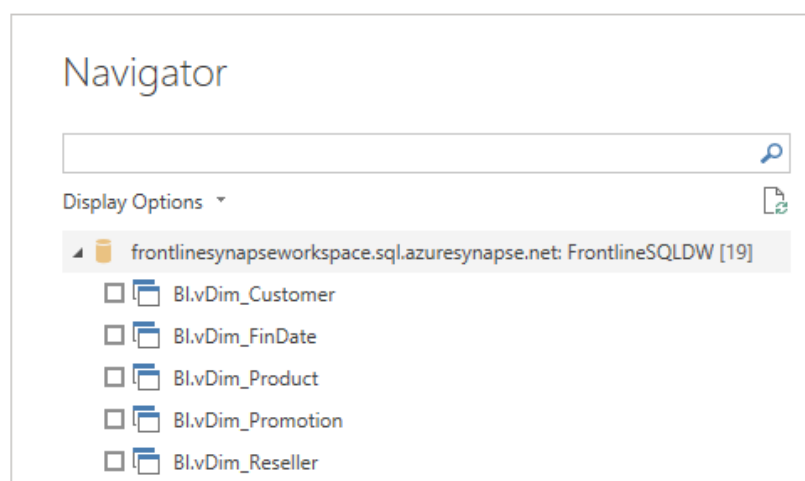 Navigator
Display Options
frontlinesynapseworkspace.sql.azuresynapse.net: FrontlineSQLDW [19]
BI.vDim_Customer
BI.vDim_FinDate
BI.vDim_Product
BI.vDim_Promotion
BI.vDim_Reseller